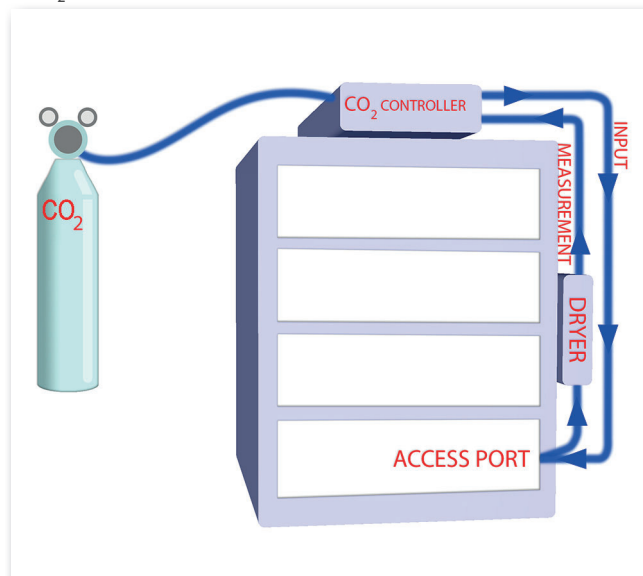 CO₂
CO₂ CONTROLLER
INPUT
MEASUREMENT
DRYER
ACCESS PORT